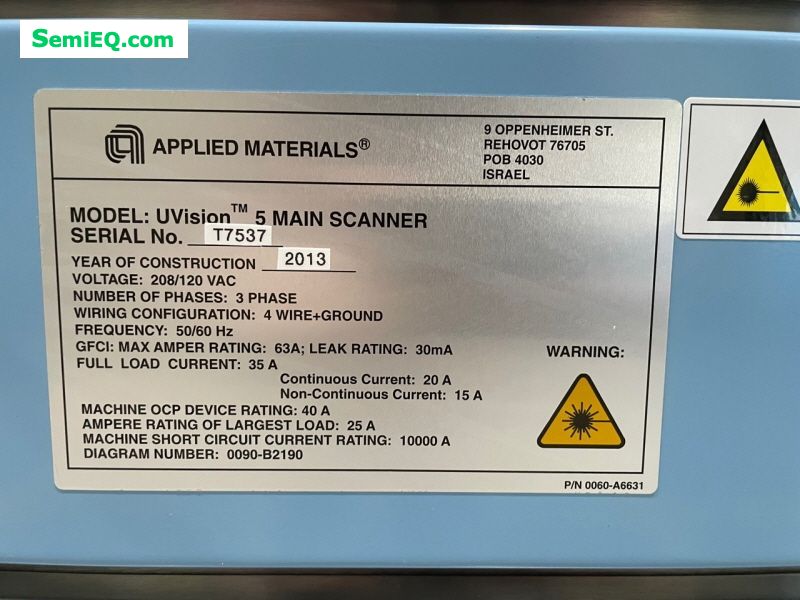 SemiEQ.com
APPLIED MATERIALS®
9 OPPENHEIMER ST.
REHOVOT 76705
POB 4030
ISRAEL
MODEL: UVision™ 5 MAIN SCANNER
SERIAL No. T7537
YEAR OF CONSTRUCTION 2013
VOLTAGE: 208/120 VAC
NUMBER OF PHASES: 3 PHASE
WIRING CONFIGURATION: 4 WIRE+GROUND
FREQUENCY: 50/60 Hz
GFCI: MAX AMPER RATING: 63A; LEAK RATING: 30mA
FULL LOAD CURRENT: 35 A
Continuous Current: 20 A
Non-Continuous Current: 15 A
MACHINE OCP DEVICE RATING: 40 A
AMPERE RATING OF LARGEST LOAD: 25 A
MACHINE SHORT CIRCUIT CURRENT RATING: 10000 A
DIAGRAM NUMBER: 0090-B2190
WARNING:
P/N 0060-A6631